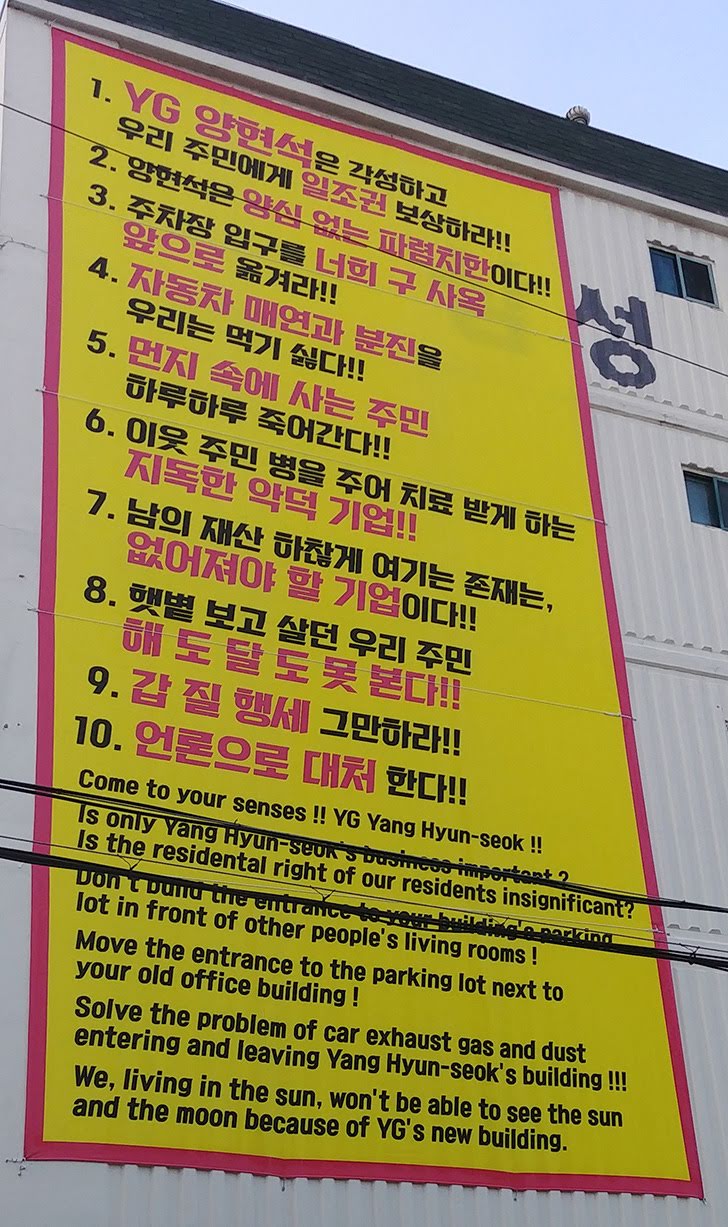 1. YG 양현석은 각성하고
우리 주민에게 일조권 보상하라!!
2. 양현석은 양심 없는 파렴치한이다!!
3. 주차장 입구를 너희 구 사옥
앞으로 옮겨라!!
4. 자동차 매연과 분진을
우리는 먹기 싫다!!
5. 먼지 속에 사는 주민
하루하루 죽어간다!!
6. 이웃 주민 병을 주어 치료 받게 하는
지독한 악덕 기업!!
7. 남의 재산 하찮게 여기는 존재는,
없어져야 할 기업이다!!
8. 햇볕 보고 살던 우리 주민
해 도 달 도 못 본다!!
9. 갑 질 행세 그만하라!!
10. 언론으로 대처 한다!!
Come to your senses !! YG Yang Hyun-seok !!
Is only Yang Hyun-seok's business important ?
Is the residental right of our residents insignificant?
Don't build the entrance to your building's parking
lot in front of other people's living rooms !
Move the entrance to the parking lot next to
your old office building !
Solve the problem of car exhaust gas and dust
entering and leaving Yang Hyun-seok's building !!!
We, living in the sun, won't be able to see the sun
and the moon because of YG's new building.
성